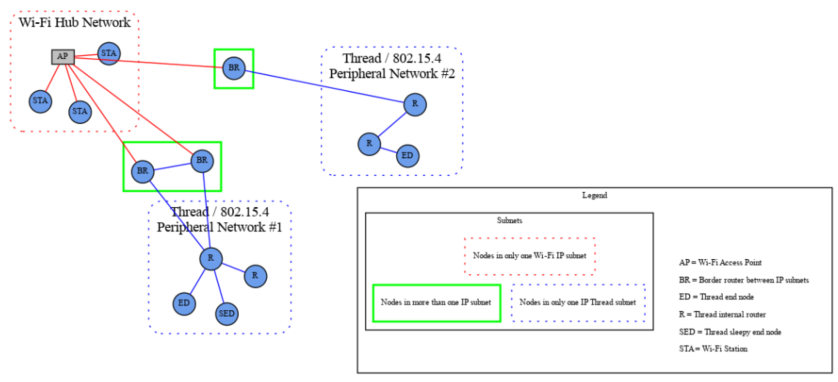 Wi-Fi Hub Network
AP
STA
STA
STA
BR
Thread / 802.15.4
Peripheral Network #2
R
R
ED
BR
BR
Thread / 802.15.4
Peripheral Network #1
R
R
ED
SED
Legend
Subnets
Nodes in only one Wi-Fi IP subnet
Nodes in more than one IP subnet
Nodes in only one IP Thread subnet
AP = Wi-Fi Access Point
BR = Border router between IP subnets
ED = Thread end node
R = Thread internal router
SED = Thread sleepy end node
STA = Wi-Fi Station